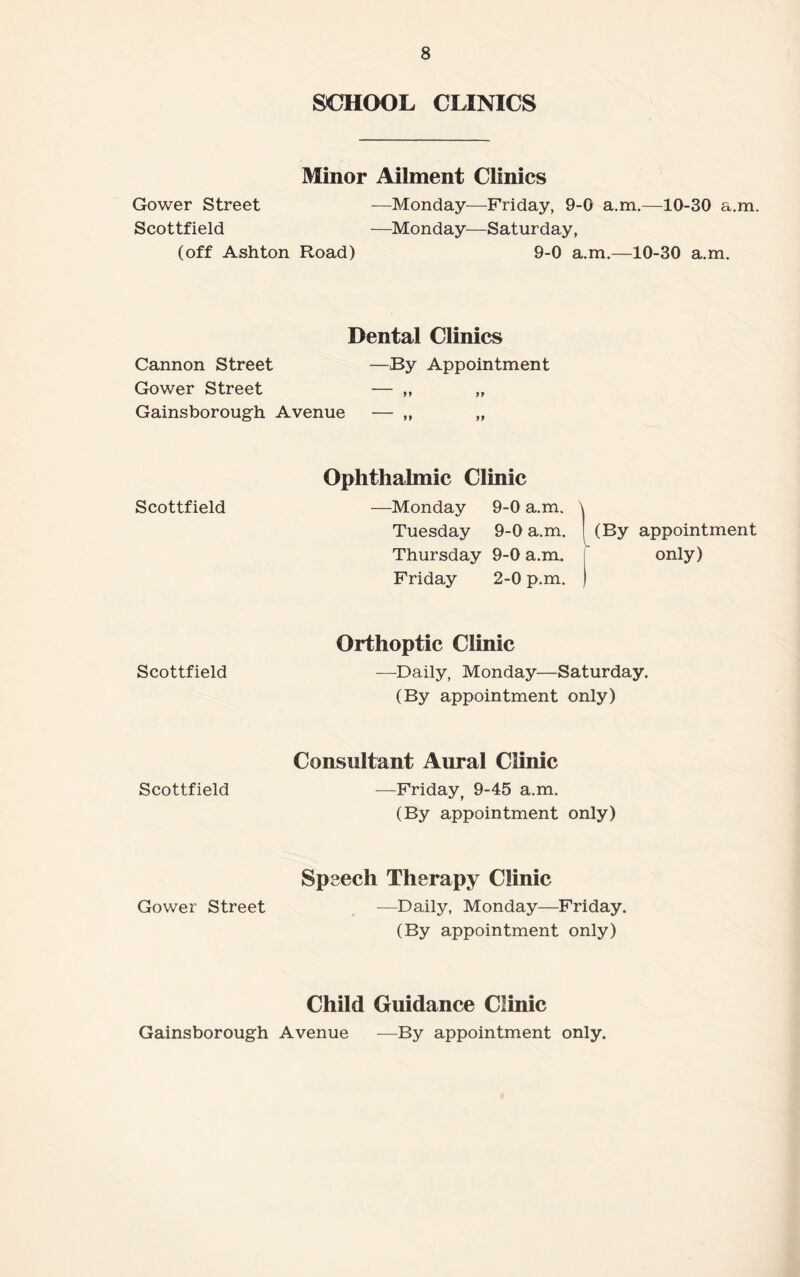 8
SCHOOL CLINICS
Minor Ailment Clinics
Gower Street —Monday—Friday, 9-0 a.m.—10-30 a.m.
Scottfield —Monday—Saturday,
(off Ashton Road) 9-0 a.m.—10-30 a.m.
Dental Clinics
Cannon Street —By Appointment
Gower Street — „ „
Gainsborough Avenue — „ „
Ophthalmic Clinic
Scottfield —Monday 9-0 a.m.
Tuesday 9-0 a.m. (By appointment
Thursday 9-0 a.m. only)
Friday 2-0 p.m.
Orthoptic Clinic
Scottfield —Daily, Monday—Saturday.
(By appointment only)
Consultant Aural Clinic
Scottfield —Friday, 9-45 a.m.
(By appointment only)
Speech Therapy Clinic
Gower Street —Daily, Monday—Friday.
(By appointment only)
Child Guidance Clinic
Gainsborough Avenue —By appointment only.